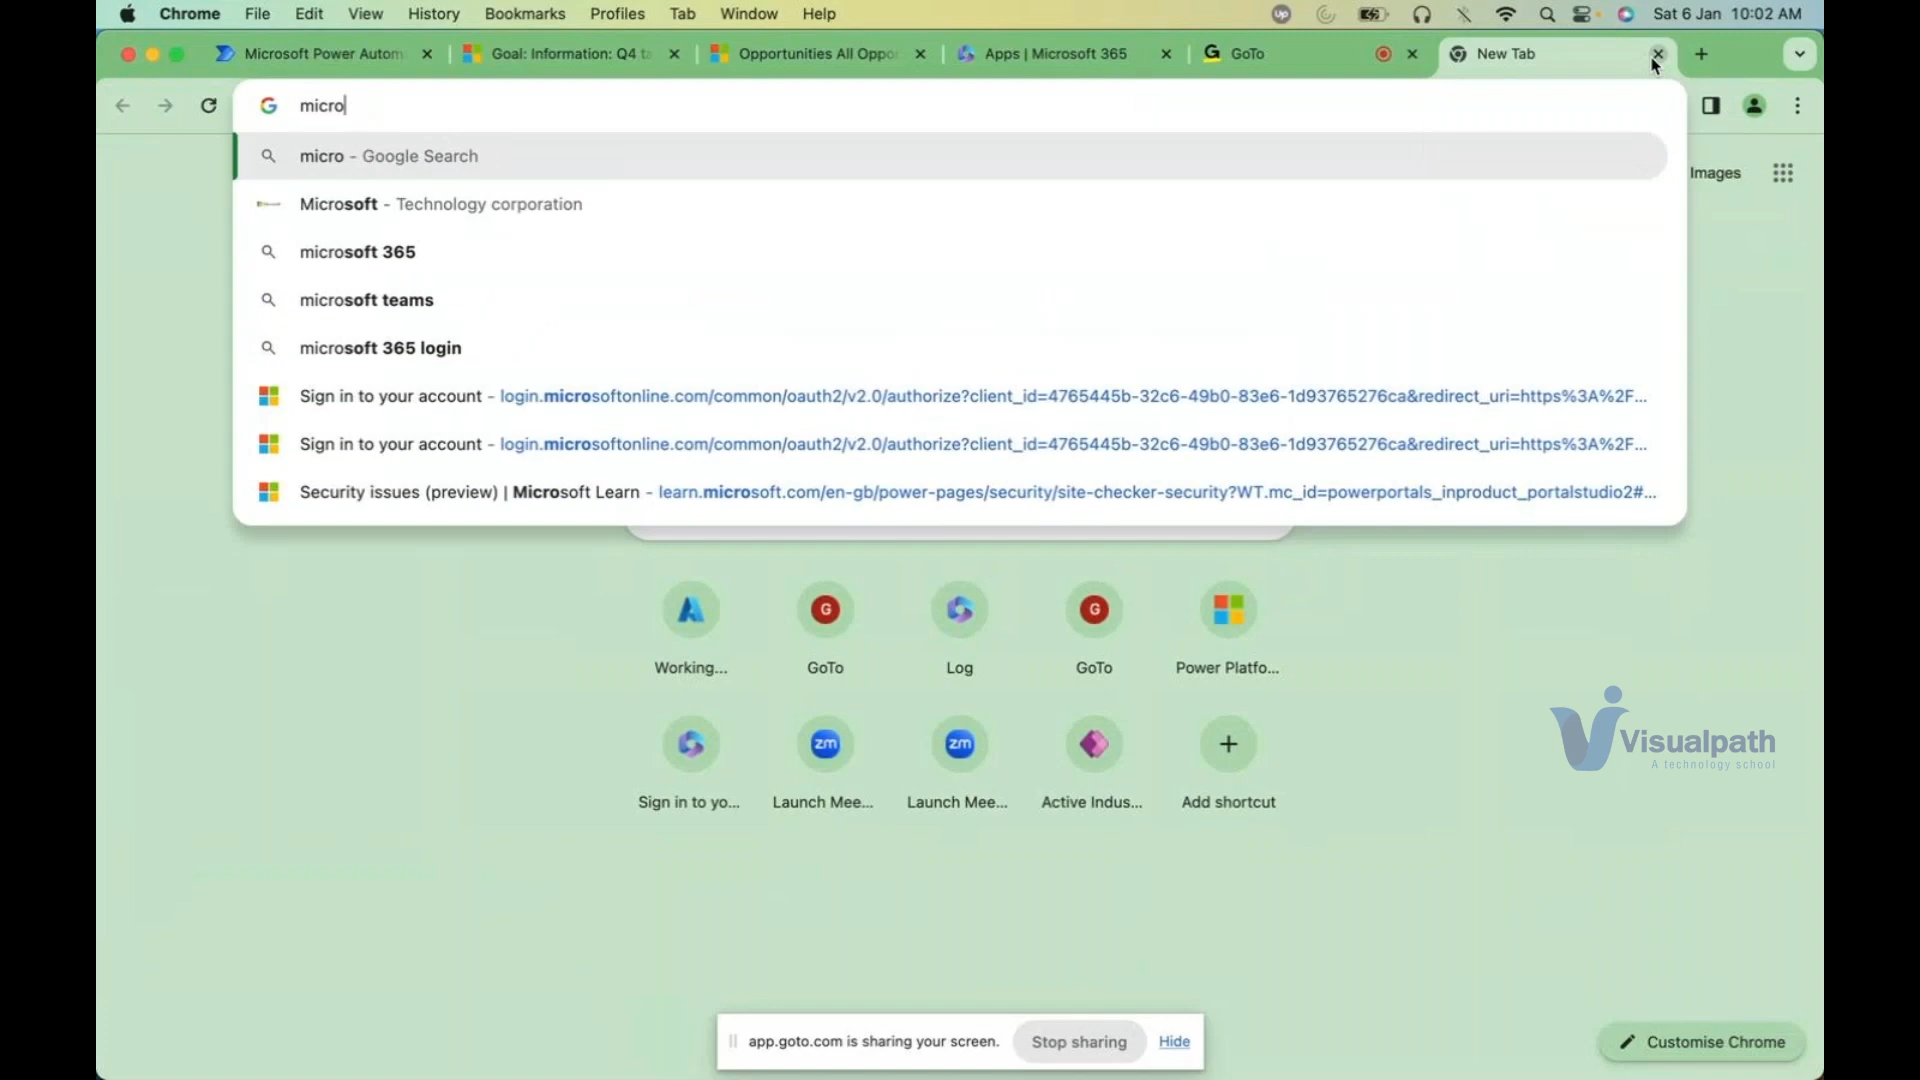 Chrome File Edit View History Bookmarks Profiles Tab Window Help Sat 6 Jan 10:02 AM
Microsoft Power Autom Goal: Information: Q4 ta Opportunities All Oppo Apps | Microsoft 365 GoTo New Tab
micro
micro - Google Search
Images
Microsoft - Technology corporation
microsoft 365
microsoft teams
microsoft 365 login
Sign in to your account - login.microsoftonline.com/common/oauth2/v2.0/authorize?client_id=4765445b-32c6-49b0-83e6-1d93765276ca&redirect_uri=https%3A%2F...
Sign in to your account - login.microsoftonline.com/common/oauth2/v2.0/authorize?client_id=4765445b-32c6-49b0-83e6-1d93765276ca&redirect_uri=https%3A%2F...
Security issues (preview) | Microsoft Learn - learn.microsoft.com/en-gb/power-pages/security/site-checker-security?WT.mc_id=powerportals_inproduct_portalstudio2#...
Working... GoTo Log GoTo Power Platfo...
Sign in to yo... Launch Mee... Launch Mee... Active Indus... Add shortcut
Visualpath
A technology school
app.goto.com is sharing your screen. Stop sharing Hide
Customise Chrome